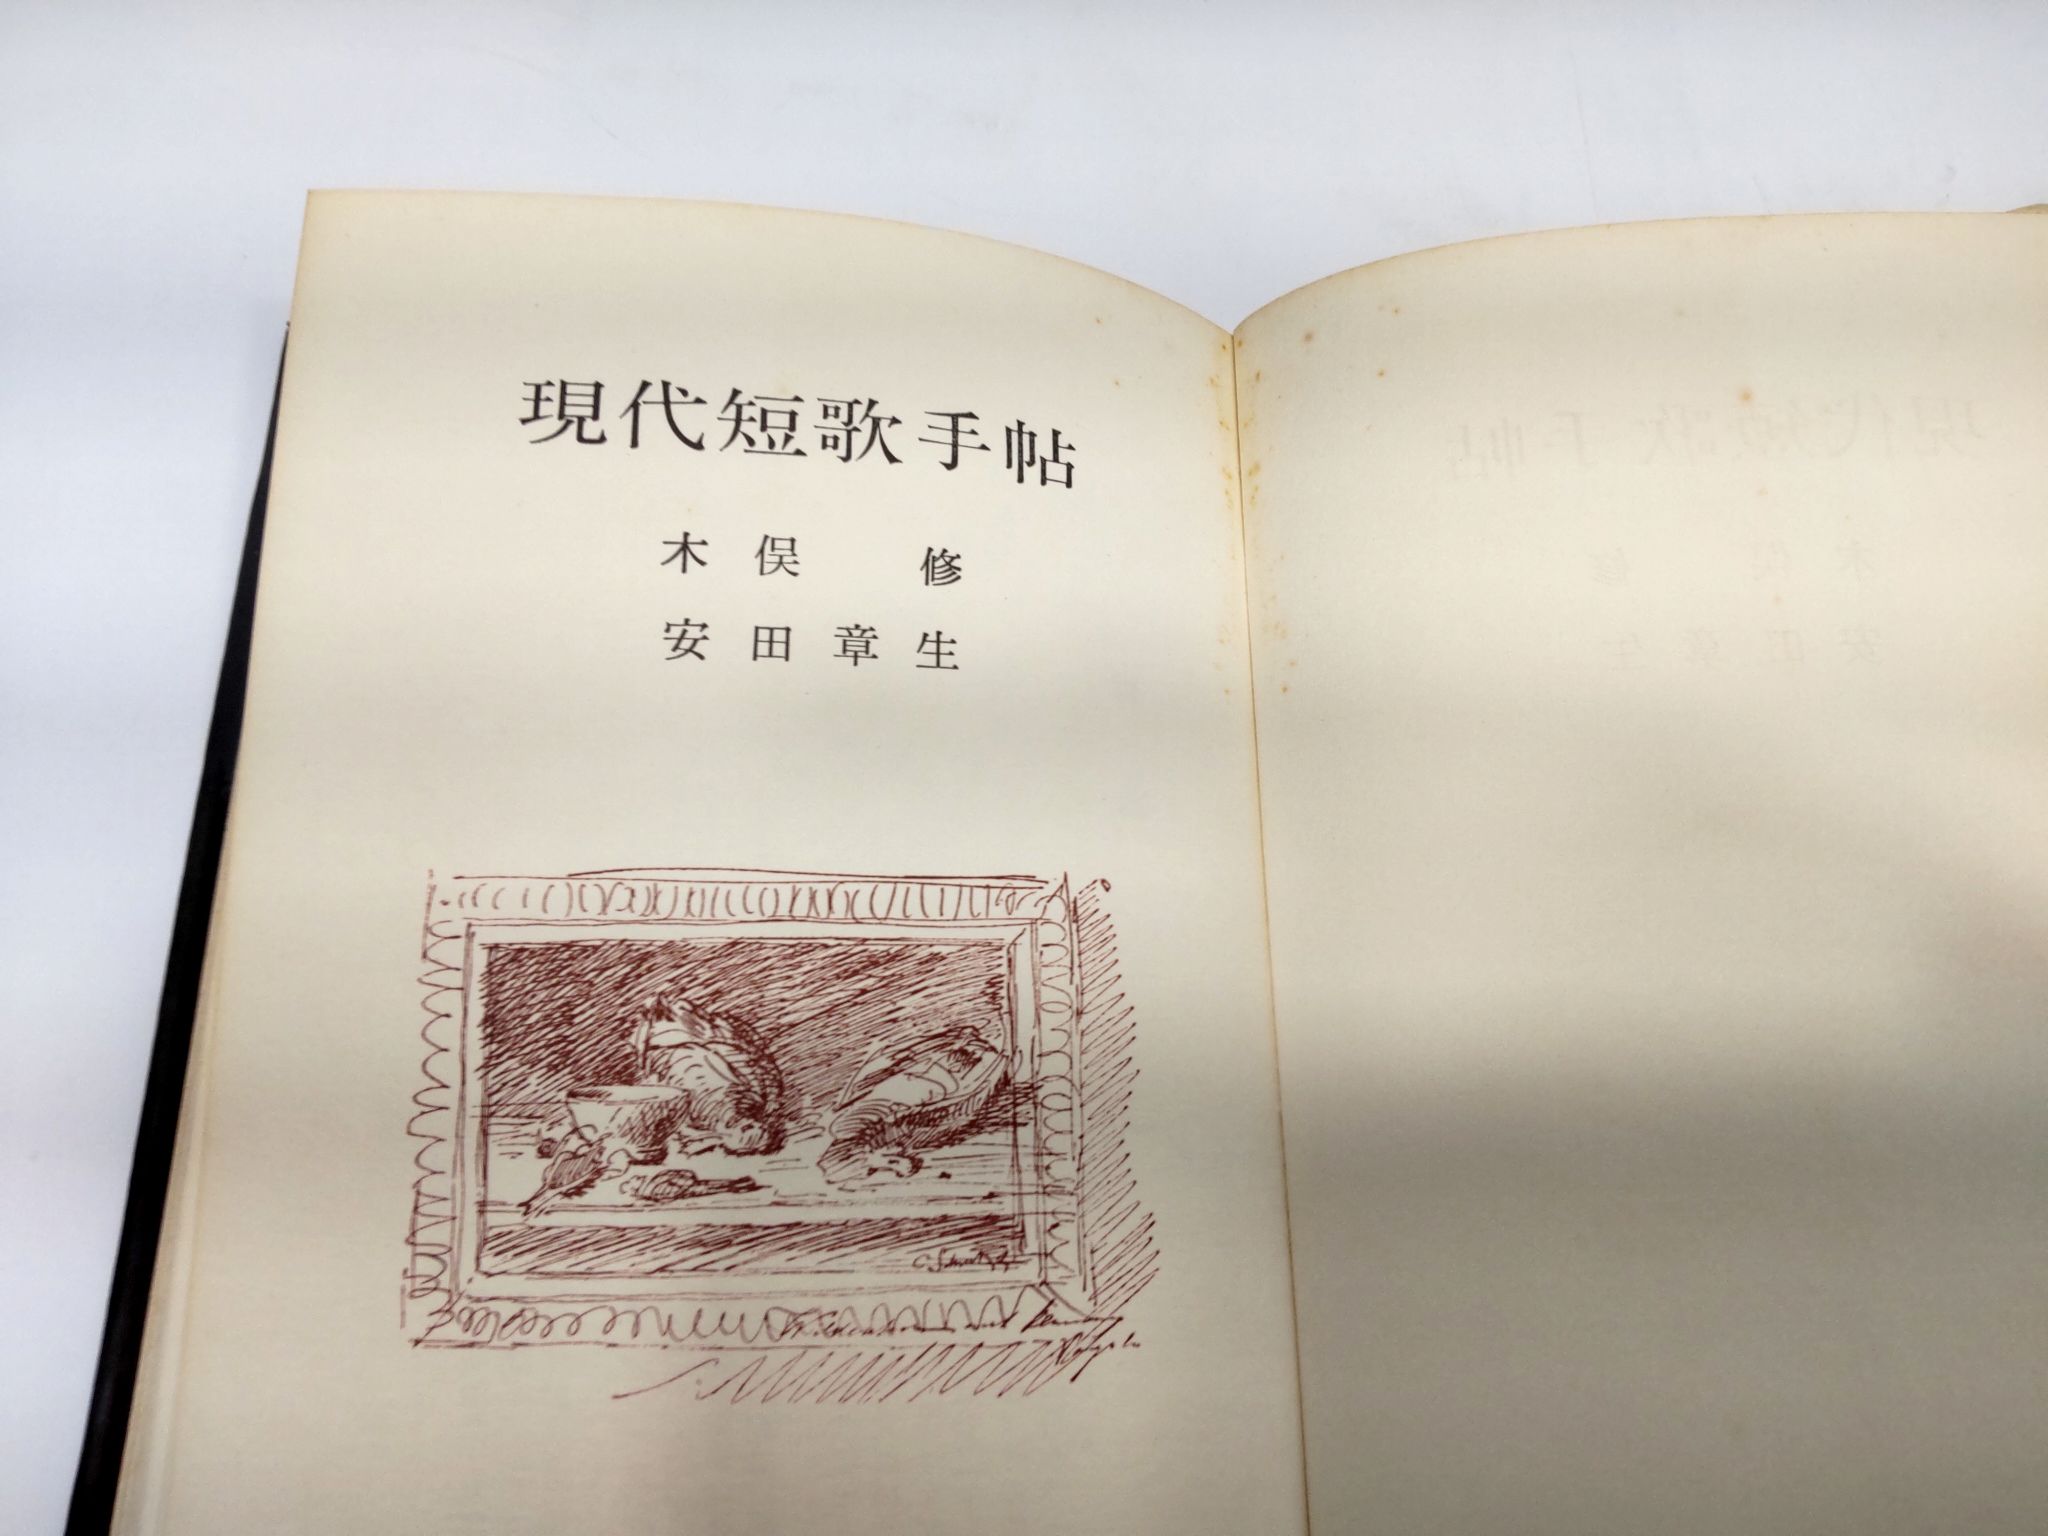 現代短歌手帖
木俣 修
安田章生